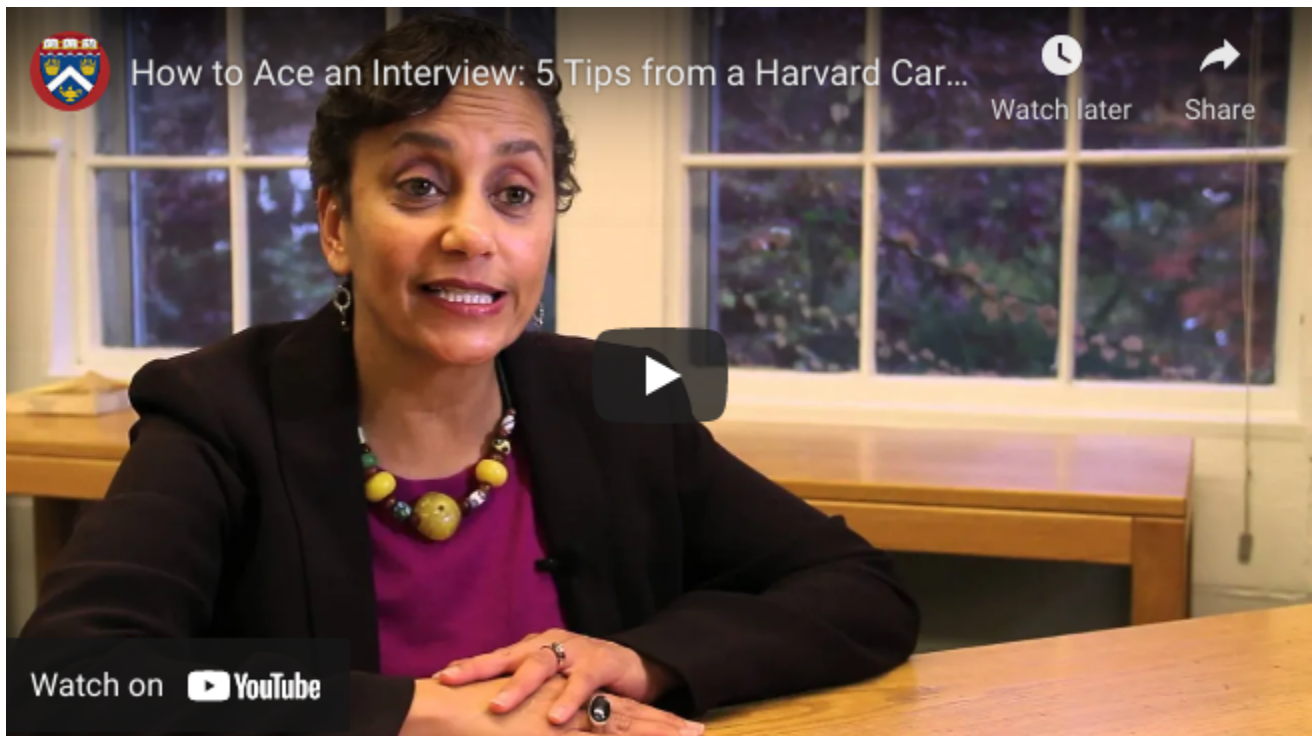 How to Ace an Interview: 5 Tips from a Harvard Car...
Watch later
Share
Watch on YouTube